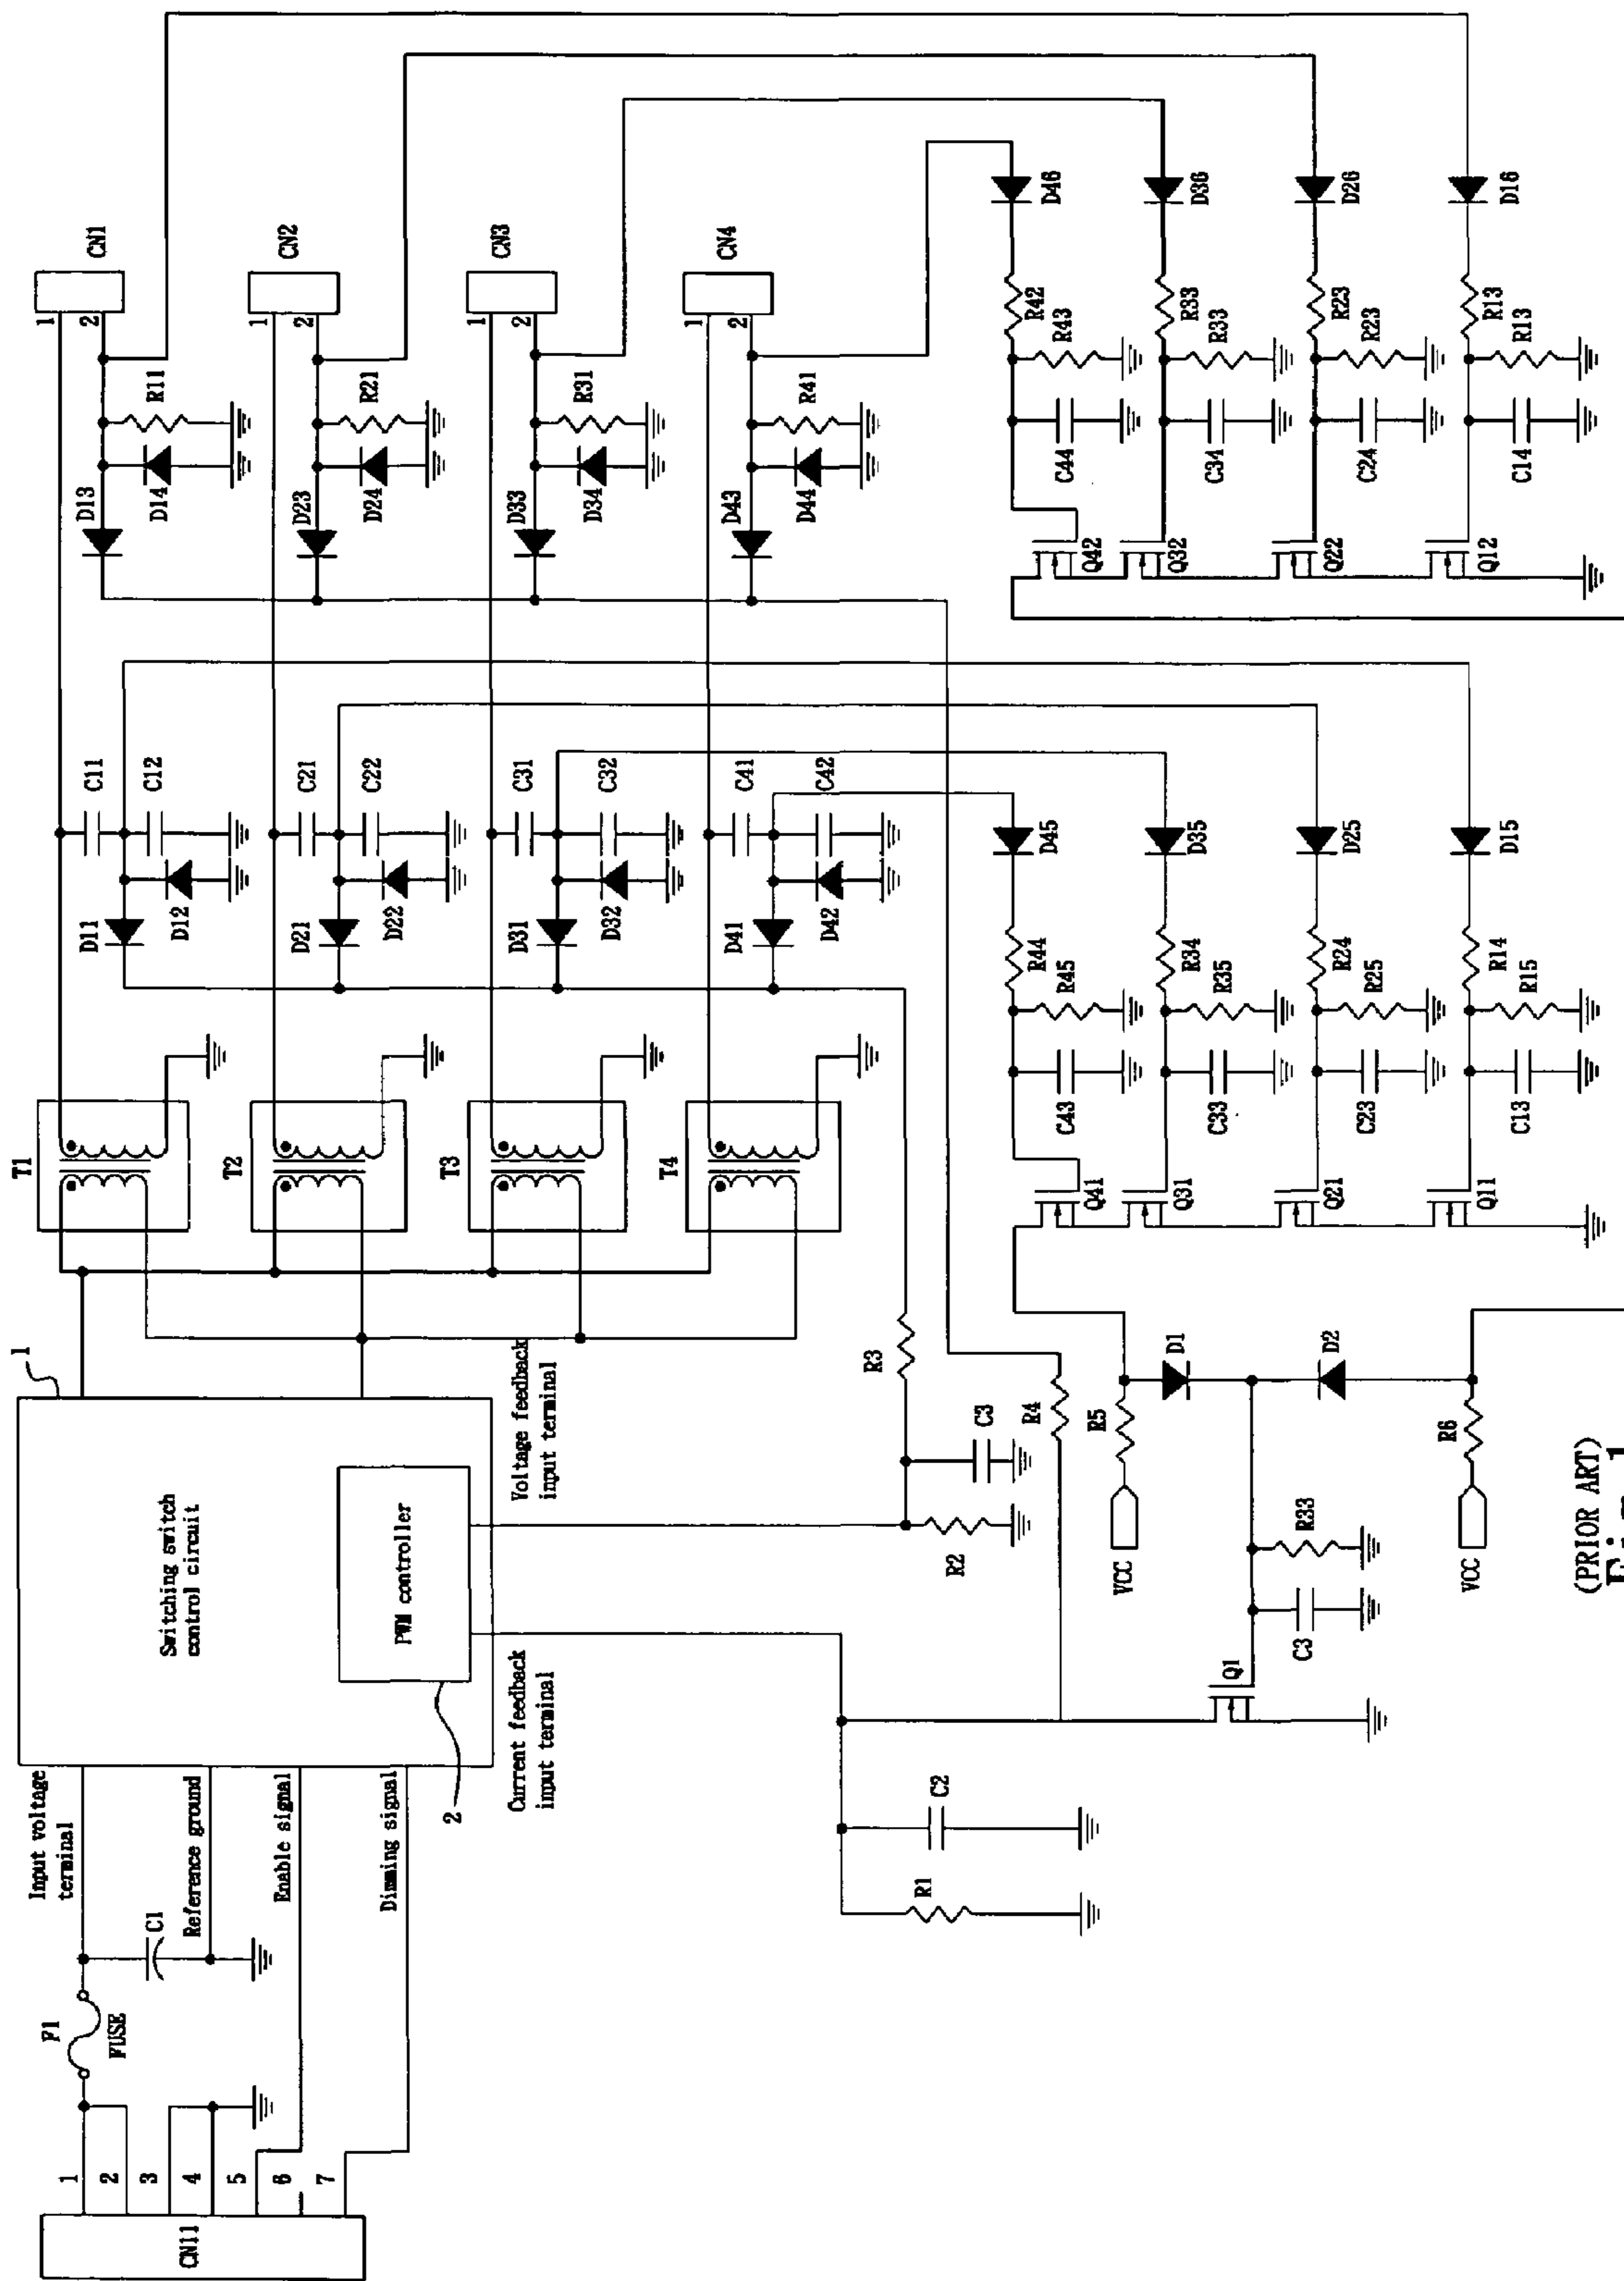 CN11
1
2
3
4
5
6
7
F1
FUSE
C1
Input voltage
terminal
Reference ground
Enable signal
Dimming signal
1
Switching switch
control circuit
PWM controller
2
Voltage feedback
input terminal
Current feedback
input terminal
T1
T2
T3
T4
D11
C11
C12
D12
D21
C21
C22
D22
D31
C31
C32
D32
D41
C41
C42
D42
CN1
1
2
D13
D14
R11
CN2
1
2
D23
D24
R21
CN3
1
2
D33
D34
R31
CN4
1
2
D43
D44
R41
R1
C2
R2
C3
R3
R4
Q1
C3
R33
VCC
R5
D1
D2
VCC
R6
Q41
C43
R45
R44
D45
Q31
C33
R35
R34
D35
Q21
C23
R25
R24
D25
Q11
C13
R15
R14
D15
Q42
C44
R43
R42
D46
Q32
C34
R33
R33
D36
Q22
C24
R23
R23
D26
Q12
C14
R13
R13
D16
(PRIOR ART)
Fig. 1